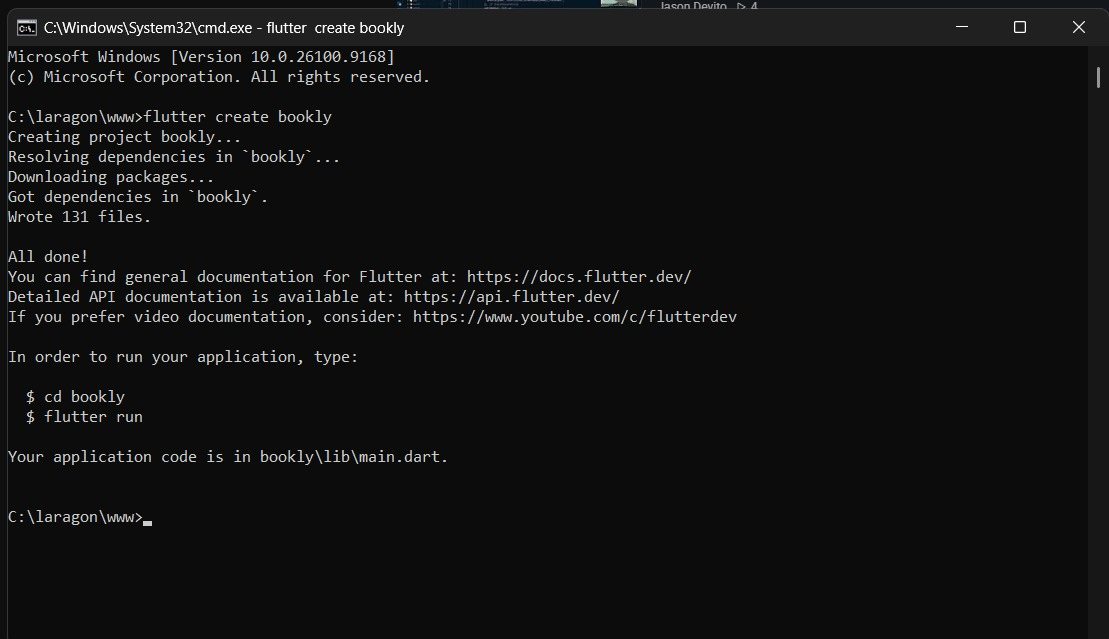 Jason Devito ▷ 4
C:\Windows\System32\cmd.exe - flutter  create bookly
Microsoft Windows [Version 10.0.26100.9168]
(c) Microsoft Corporation. All rights reserved.
C:\laragon\www>flutter create bookly
Creating project bookly...
Resolving dependencies in `bookly`...
Downloading packages...
Got dependencies in `bookly`.
Wrote 131 files.
All done!
You can find general documentation for Flutter at: https://docs.flutter.dev/
Detailed API documentation is available at: https://api.flutter.dev/
If you prefer video documentation, consider: https://www.youtube.com/c/flutterdev
In order to run your application, type:
$ cd bookly
$ flutter run
Your application code is in bookly\lib\main.dart.
C:\laragon\www>